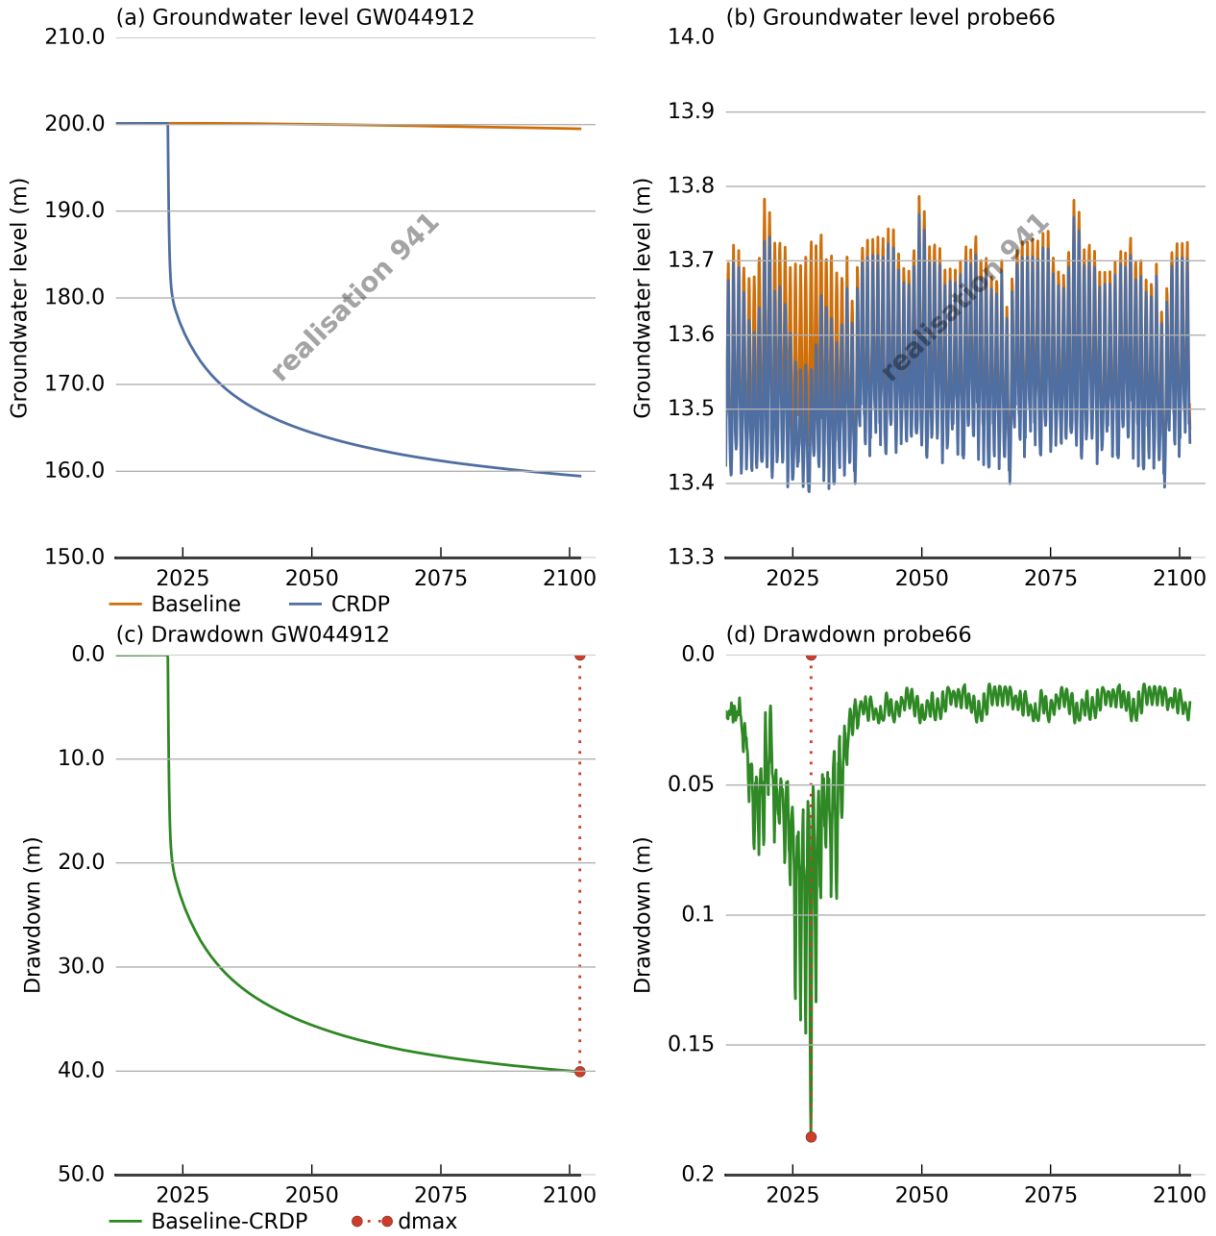 (a) Groundwater level GW044912
210.0
200.0
190.0
180.0
170.0
160.0
150.0
Groundwater level (m)
realisation 941
2025 2050 2075 2100
Baseline CRDP
(b) Groundwater level probe66
14.0
13.9
13.8
13.7
13.6
13.5
13.4
13.3
Groundwater level (m)
realisation 941
2025 2050 2075 2100
(c) Drawdown GW044912
0.0
10.0
20.0
30.0
40.0
50.0
Drawdown (m)
2025 2050 2075 2100
Baseline-CRDP dmax
(d) Drawdown probe66
0.0
0.05
0.1
0.15
0.2
Drawdown (m)
2025 2050 2075 2100